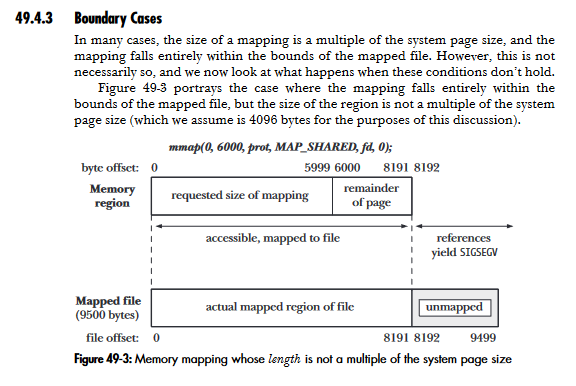 49.4.3 Boundary Cases
In many cases, the size of a mapping is a multiple of the system page size, and the
mapping falls entirely within the bounds of the mapped file. However, this is not
necessarily so, and we now look at what happens when these conditions don’t hold.
Figure 49-3 portrays the case where the mapping falls entirely within the
bounds of the mapped file, but the size of the region is not a multiple of the system
page size (which we assume is 4096 bytes for the purposes of this discussion).
mmap(0, 6000, prot, MAP_SHARED, fd, 0);
byte offset: 0 5999 6000 8191 8192
Memory
region
requested size of mapping
remainder
of page
accessible, mapped to file
references
yield SIGSEGV
Mapped file
(9500 bytes)
actual mapped region of file
unmapped
file offset: 0 8191 8192 9499
Figure 49-3: Memory mapping whose length is not a multiple of the system page size